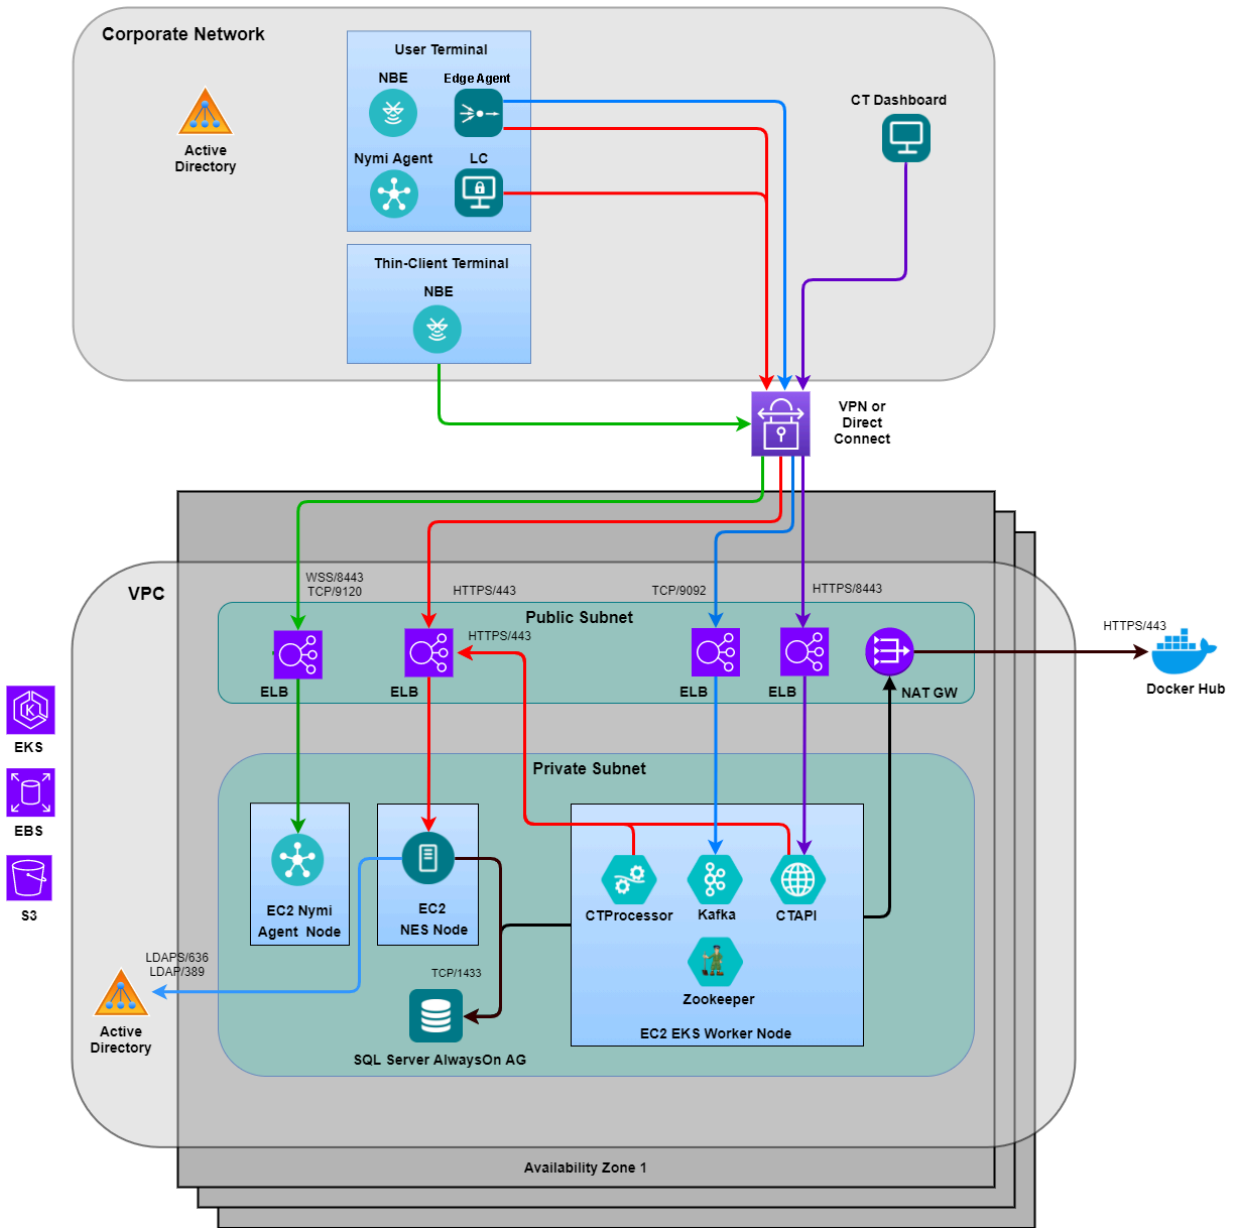 Corporate Network
User Terminal
NBE
Edge Agent
CT Dashboard
Active
Directory
Nymi Agent
LC
Thin-Client Terminal
NBE
VPN or
Direct
Connect
VPC
WSS/8443
TCP/9120
HTTPS/443
TCP/9092
HTTPS/8443
Public Subnet
HTTPS/443
HTTPS/443
ELB
ELB
ELB
ELB
NAT GW
Docker Hub
EKS
EBS
S3
Private Subnet
EC2 Nymi
Agent Node
EC2
NES Node
CTProcessor
Kafka
CTAPI
Zookeeper
EC2 EKS Worker Node
LDAPS/636
LDAP/389
TCP/1433
Active
Directory
SQL Server AlwaysOn AG
Availability Zone 1